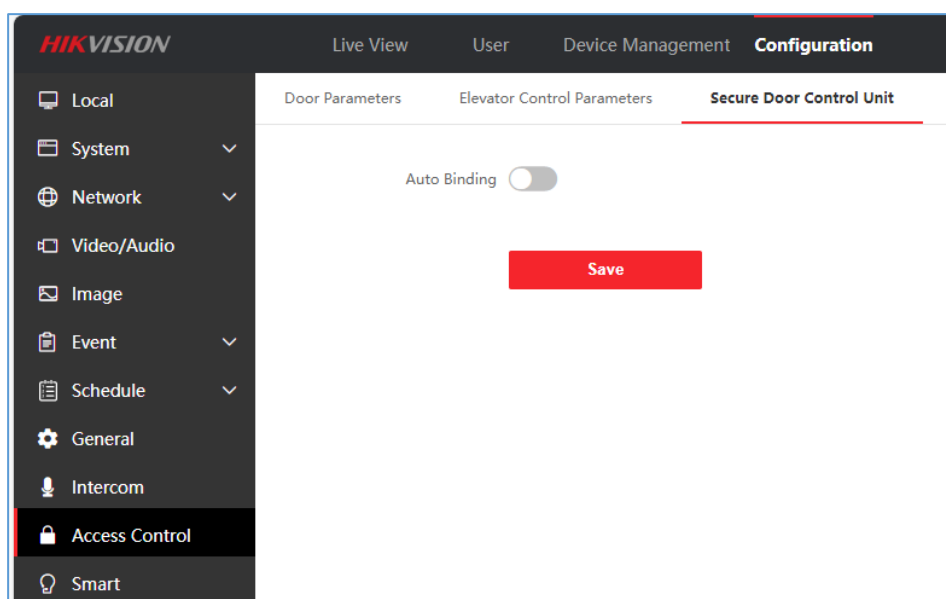 HIKVISION
Live View User Device Management Configuration
Local
System
Network
Video/Audio
Image
Event
Schedule
General
Intercom
Access Control
Smart
Door Parameters Elevator Control Parameters Secure Door Control Unit
Auto Binding
Save